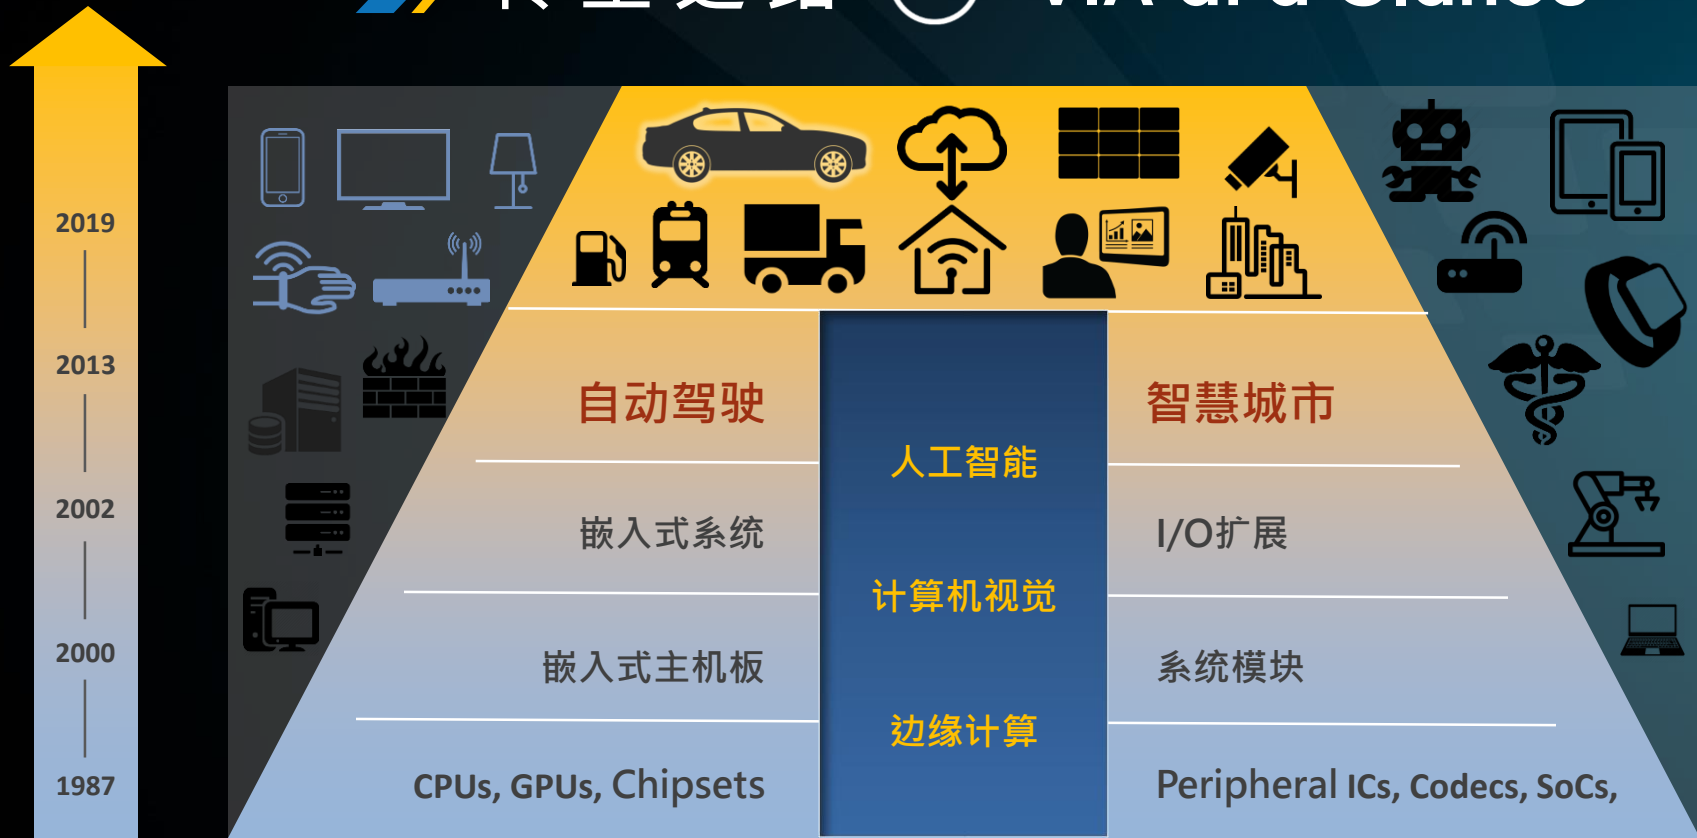 2019
2013
自动驾驶
智慧城市
人工智能
2002
嵌入式系统
I/O扩展
计算机视觉
2000
嵌入式主机板
系统模块
边缘计算
1987
CPUs, GPUs, Chipsets
Peripheral ICs, Codecs, SoCs,